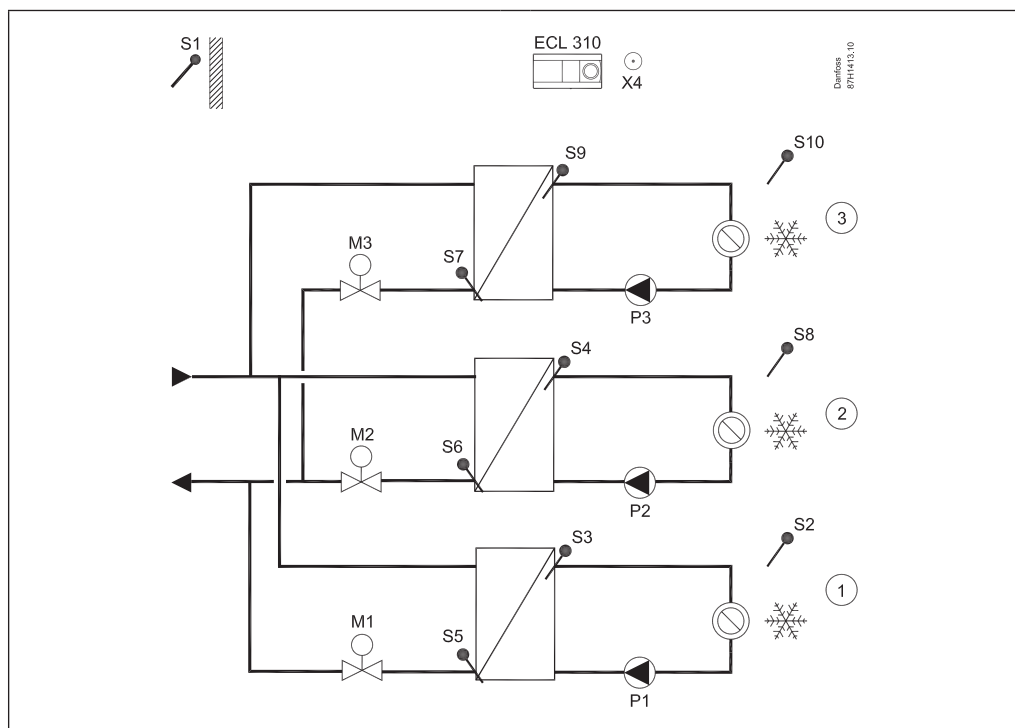 S1
ECL 310
X4
Danfoss
87H1413.10
S9
S10
3
M3
S7
P3
S4
S8
2
M2
S6
P2
S3
S2
1
M1
S5
P1